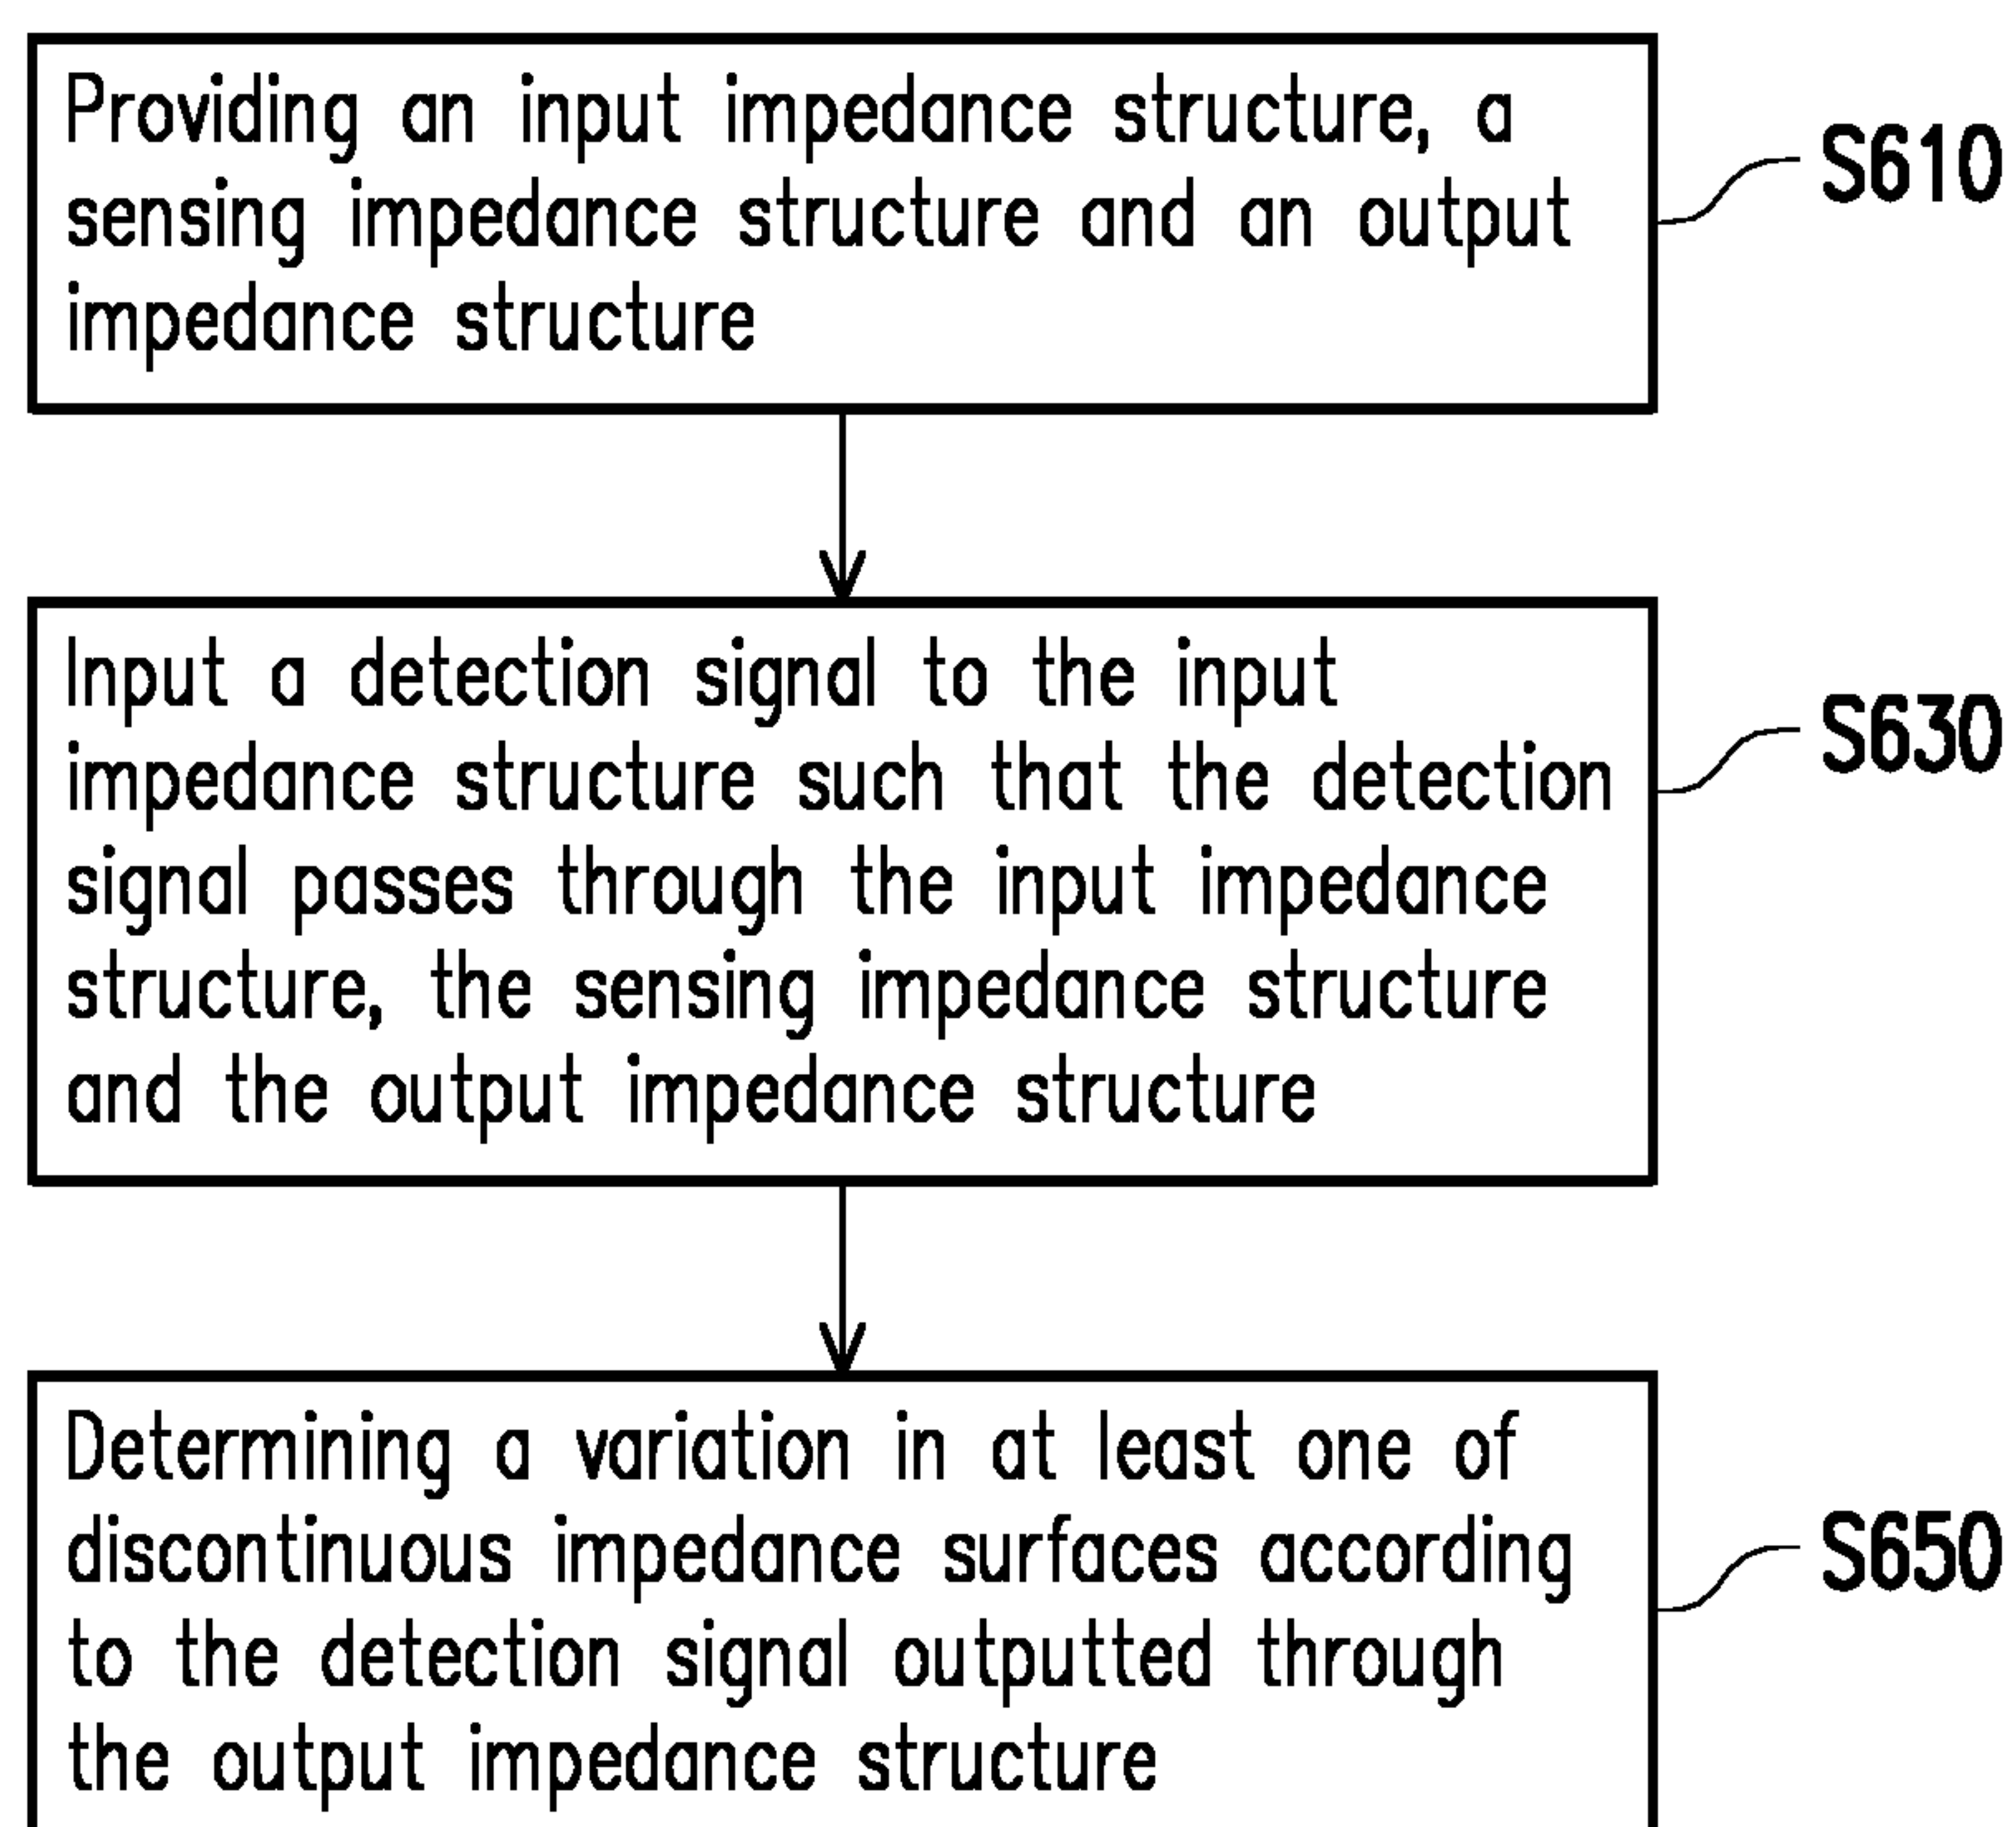 Providing an input impedance structure, a
sensing impedance structure and an output
impedance structure
S610
Input a detection signal to the input
impedance structure such that the detection
signal passes through the input impedance
structure, the sensing impedance structure
and the output impedance structure
S630
Determining a variation in at least one of
discontinuous impedance surfaces according
to the detection signal outputted through
the output impedance structure
S650